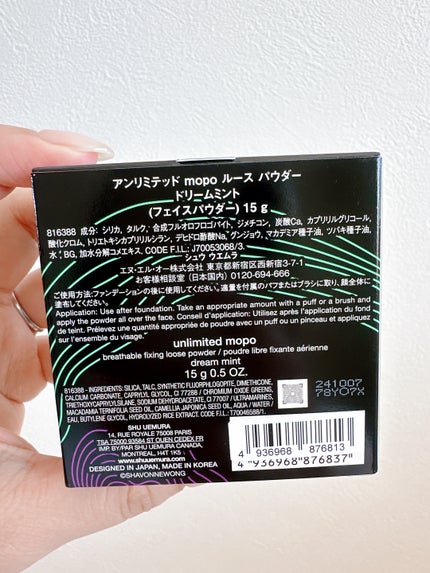 アンリミテッド mopo ルース パウダー
ドリームミント
(フェイスパウダー) 15 g
816388 成分: シリカ、タルク、合成フルオロフロゴパイト、ジメチコン、炭酸Ca、カプリリルグリコール、
酸化クロム、トリエトキシカプリリルシラン、デヒドロ酢酸Na、グンジョウ、マカデミア種子油、ツバキ種子油、
水、BG、加水分解コメエキス. CODE F.I.L.: J70053068/3.
シュウ ウエムラ
エヌ・エル・オー株式会社 東京都新宿区西新宿3-7-1
お客様相談室 (日本国内) 0120-694-666
ご使用方法:ファンデーションの後にご使用ください。適量を付属のパフまたはブラシに取り、顔全体に
塗布してください。
Application: Use after foundation. Take an appropriate amount with a puff or a brush and
apply the powder all over the face. Conseil d'application: Utilisez après l'application du fond
de teint. Prélevez une quantité appropriée de poudre avec un puff ou un pinceau et appliquez
sur l'ensemble du visage.
unlimited mopo
breathable fixing loose powder / poudre libre fixante aérienne
dream mint
15 g 0.5 OZ.
816388 - INGREDIENTS: SILICA, TALC, SYNTHETIC FLUORPHLOGOPITE, DIMETHICONE,
CALCIUM CARBONATE, CAPRYLYL GLYCOL, CI 77288 / CHROMIUM OXIDE GREENS,
TRIETHOXYCAPRYLYLSILANE, SODIUM DEHYDROACETATE, CI 77007 / ULTRAMARINES,
MACADAMIA TERNIFOLIA SEED OIL, CAMELLIA JAPONICA SEED OIL, AQUA / WATER /
EAU, BUTYLENE GLYCOL, HYDROLYZED RICE EXTRACT. CODE F.I.L.: T70046588/1.
241007
78Y07X
SHU UEMURA
14, RUE ROYALE 75008 PARIS
TSA 75000 93584 ST OUEN CEDEX FR
IMP. BY/PAR SHU UEMURA CANADA,
MONTREAL, H4T 1K5
www.shuuemura.com
DESIGNED IN JAPAN, MADE IN KOREA
©SHAVONNEWONG
4 936968 876813
4 936968 876837